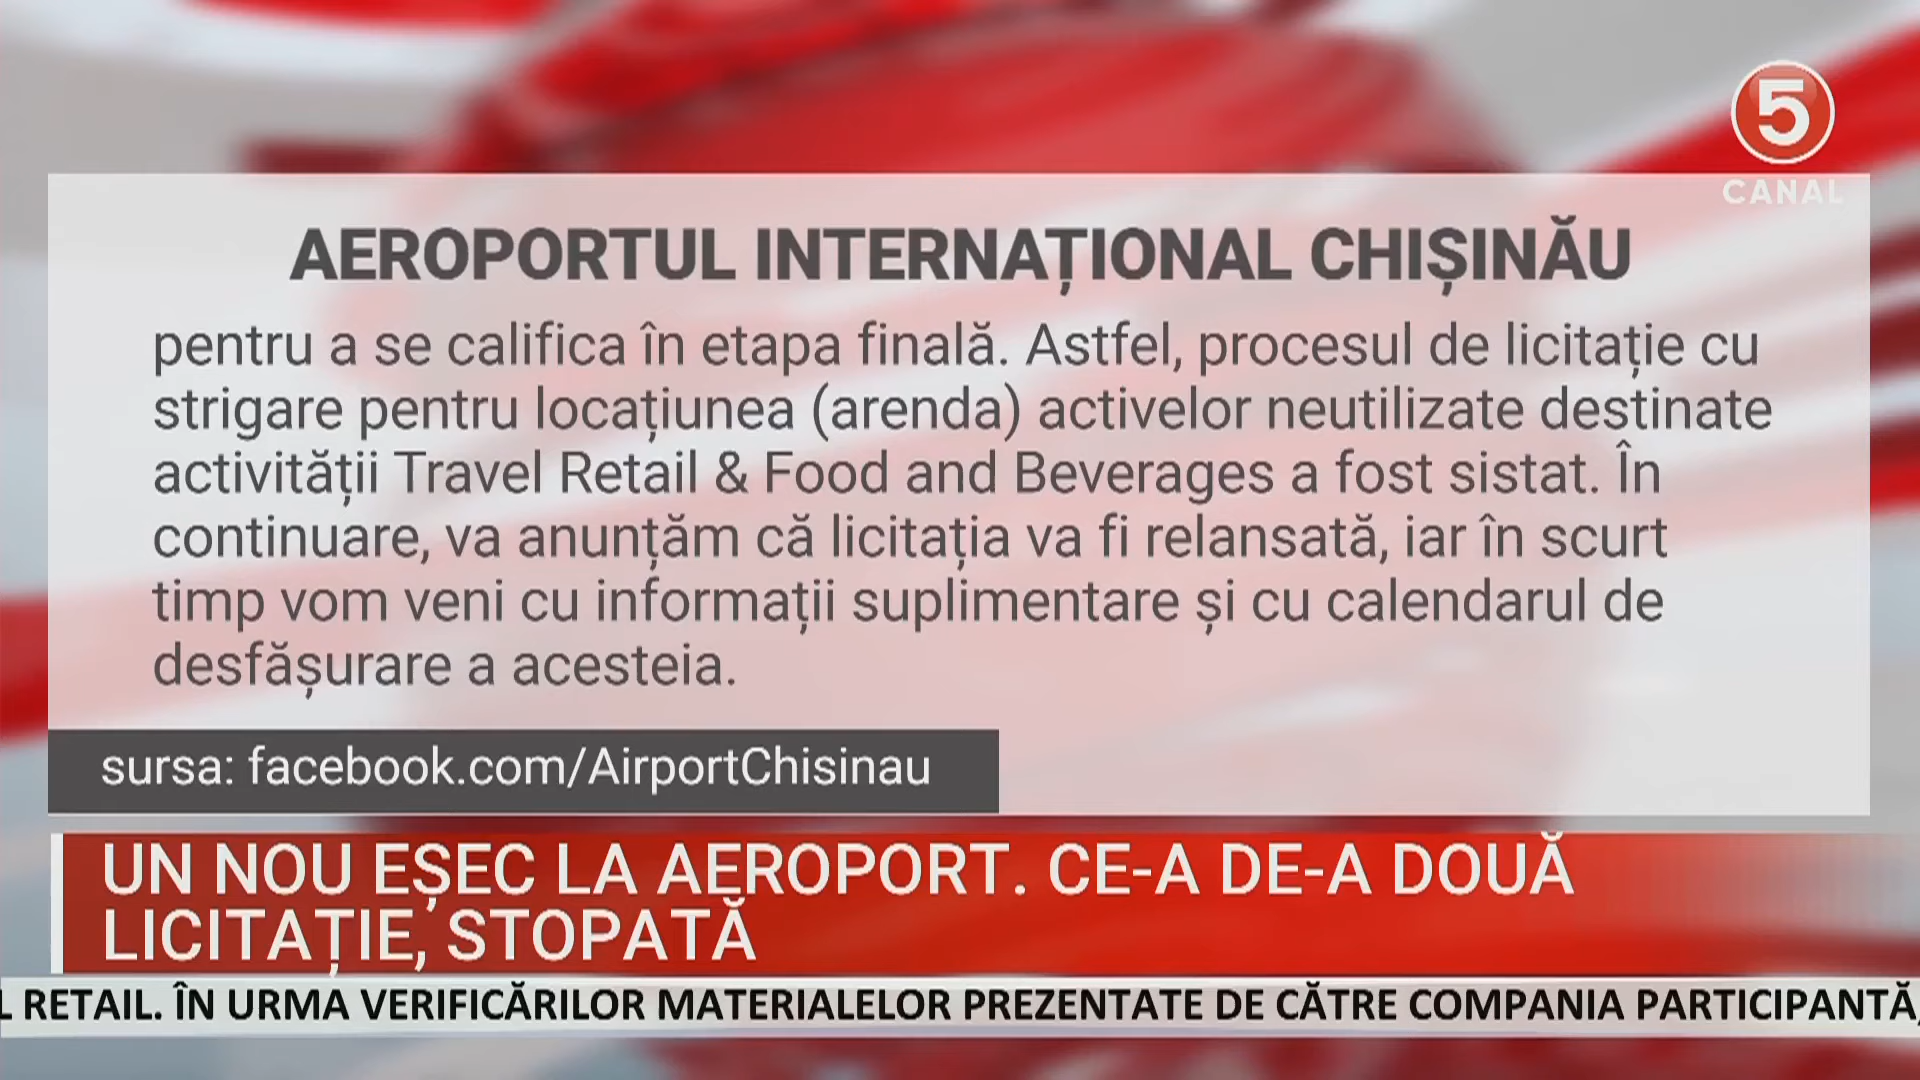 5
CANAL
AEROPORTUL INTERNAȚIONAL CHIȘINĂU
pentru a se califica în etapa finală. Astfel, procesul de licitație cu
strigare pentru locațiunea (arenda) activelor neutilizate destinate
activității Travel Retail & Food and Beverages a fost sistat. În
continuare, va anunțăm că licitația va fi relansată, iar în scurt
timp vom veni cu informații suplimentare și cu calendarul de
desfășurare a acesteia.
sursa: facebook.com/AirportChisinau
UN NOU EȘEC LA AEROPORT. CE-A DE-A DOUĂ
LICITAȚIE, STOPATĂ
L RETAIL. ÎN URMA VERIFICĂRILOR MATERIALELOR PREZENTATE DE CĂTRE COMPANIA PARTICIPANTĂ,